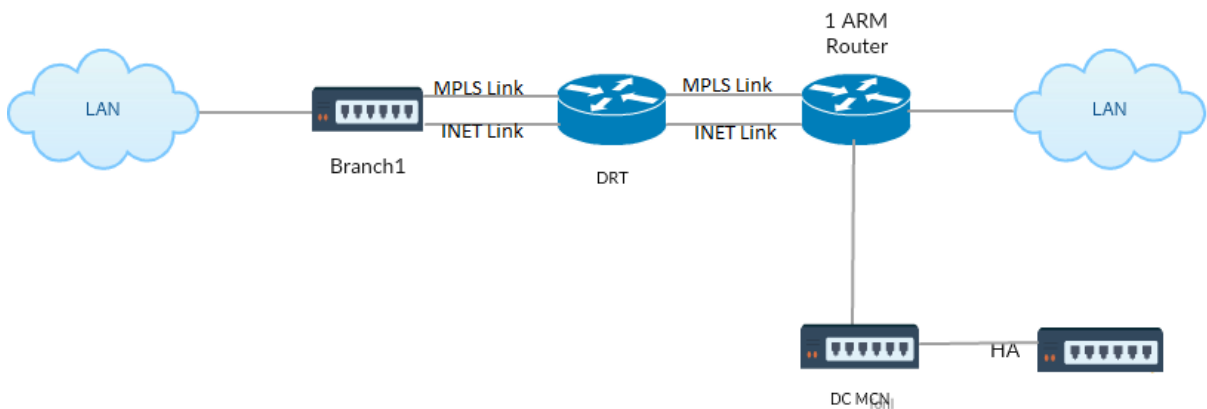 1 ARM
Router
LAN
MPLS Link
MPLS Link
LAN
INET Link
INET Link
Branch1
DRT
HA
DC MCN